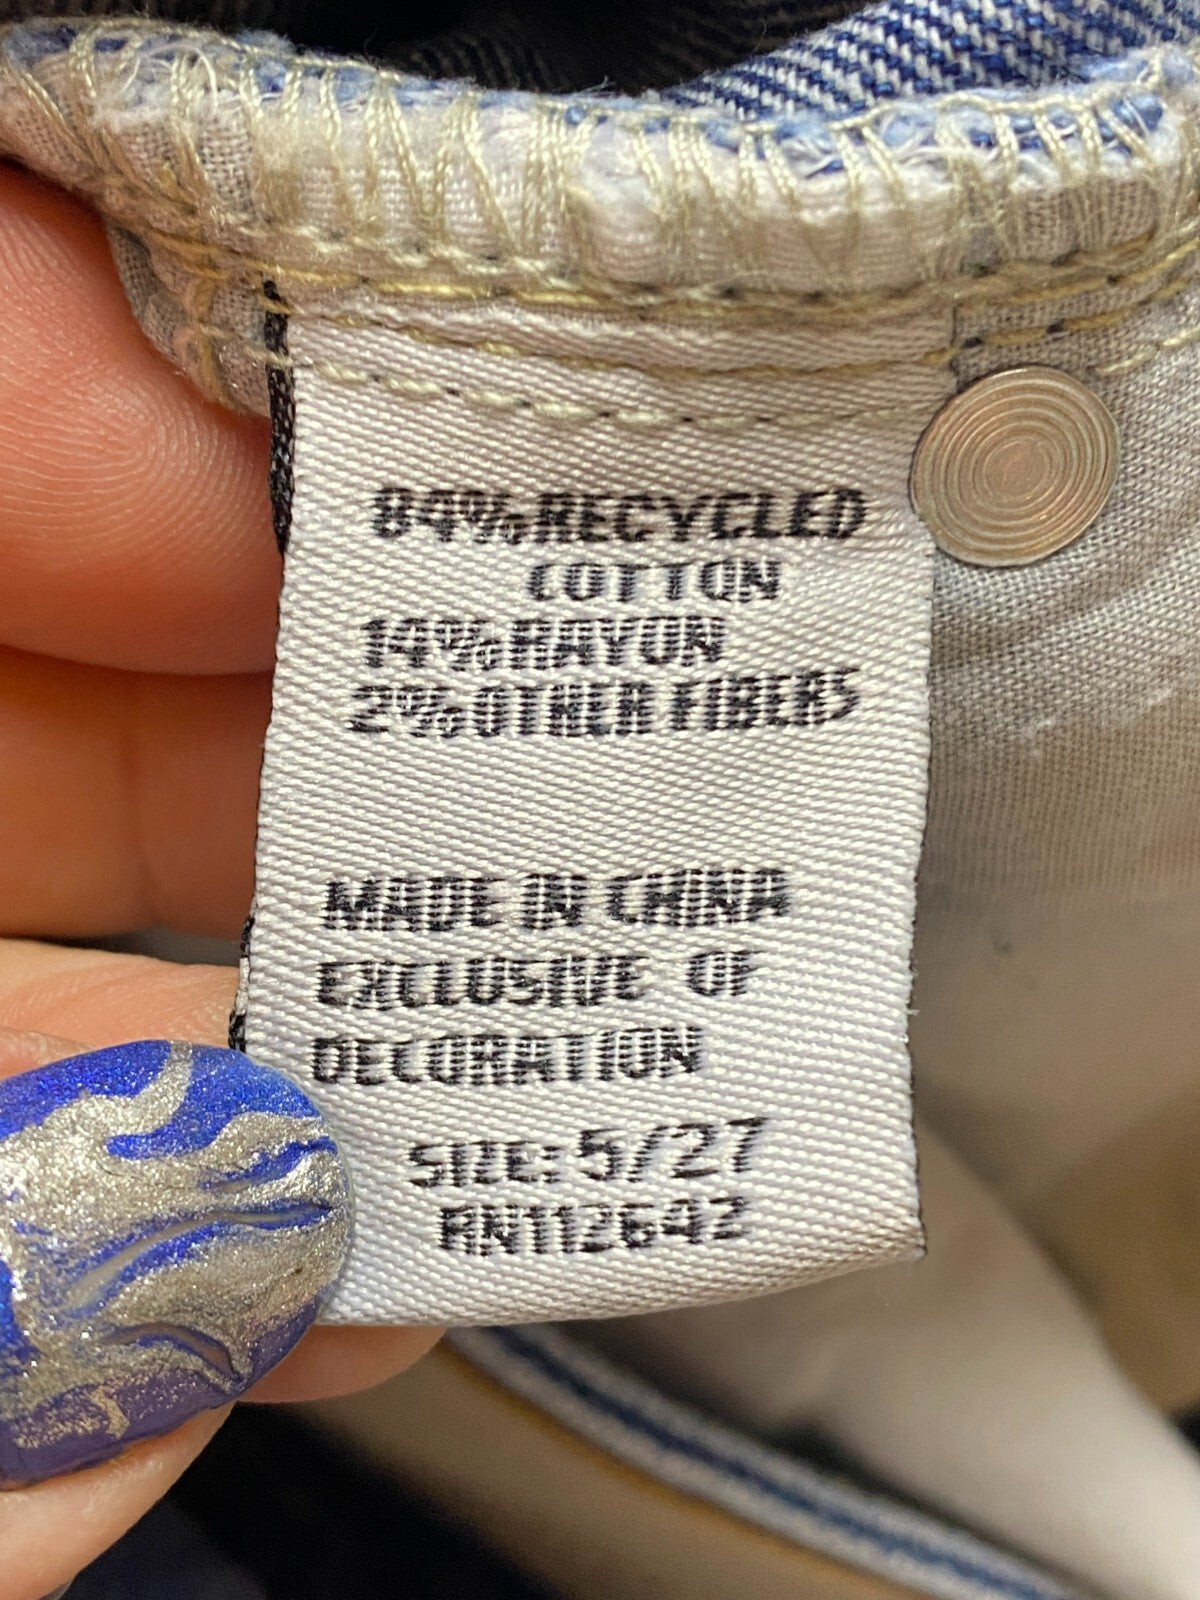 84% RECYCLED
COTTON
14% RAYON
2% OTHER FIBERS
MADE IN CHINA
EXCLUSIVE OF
DECORATION
SIZE: 5/27
RN112642